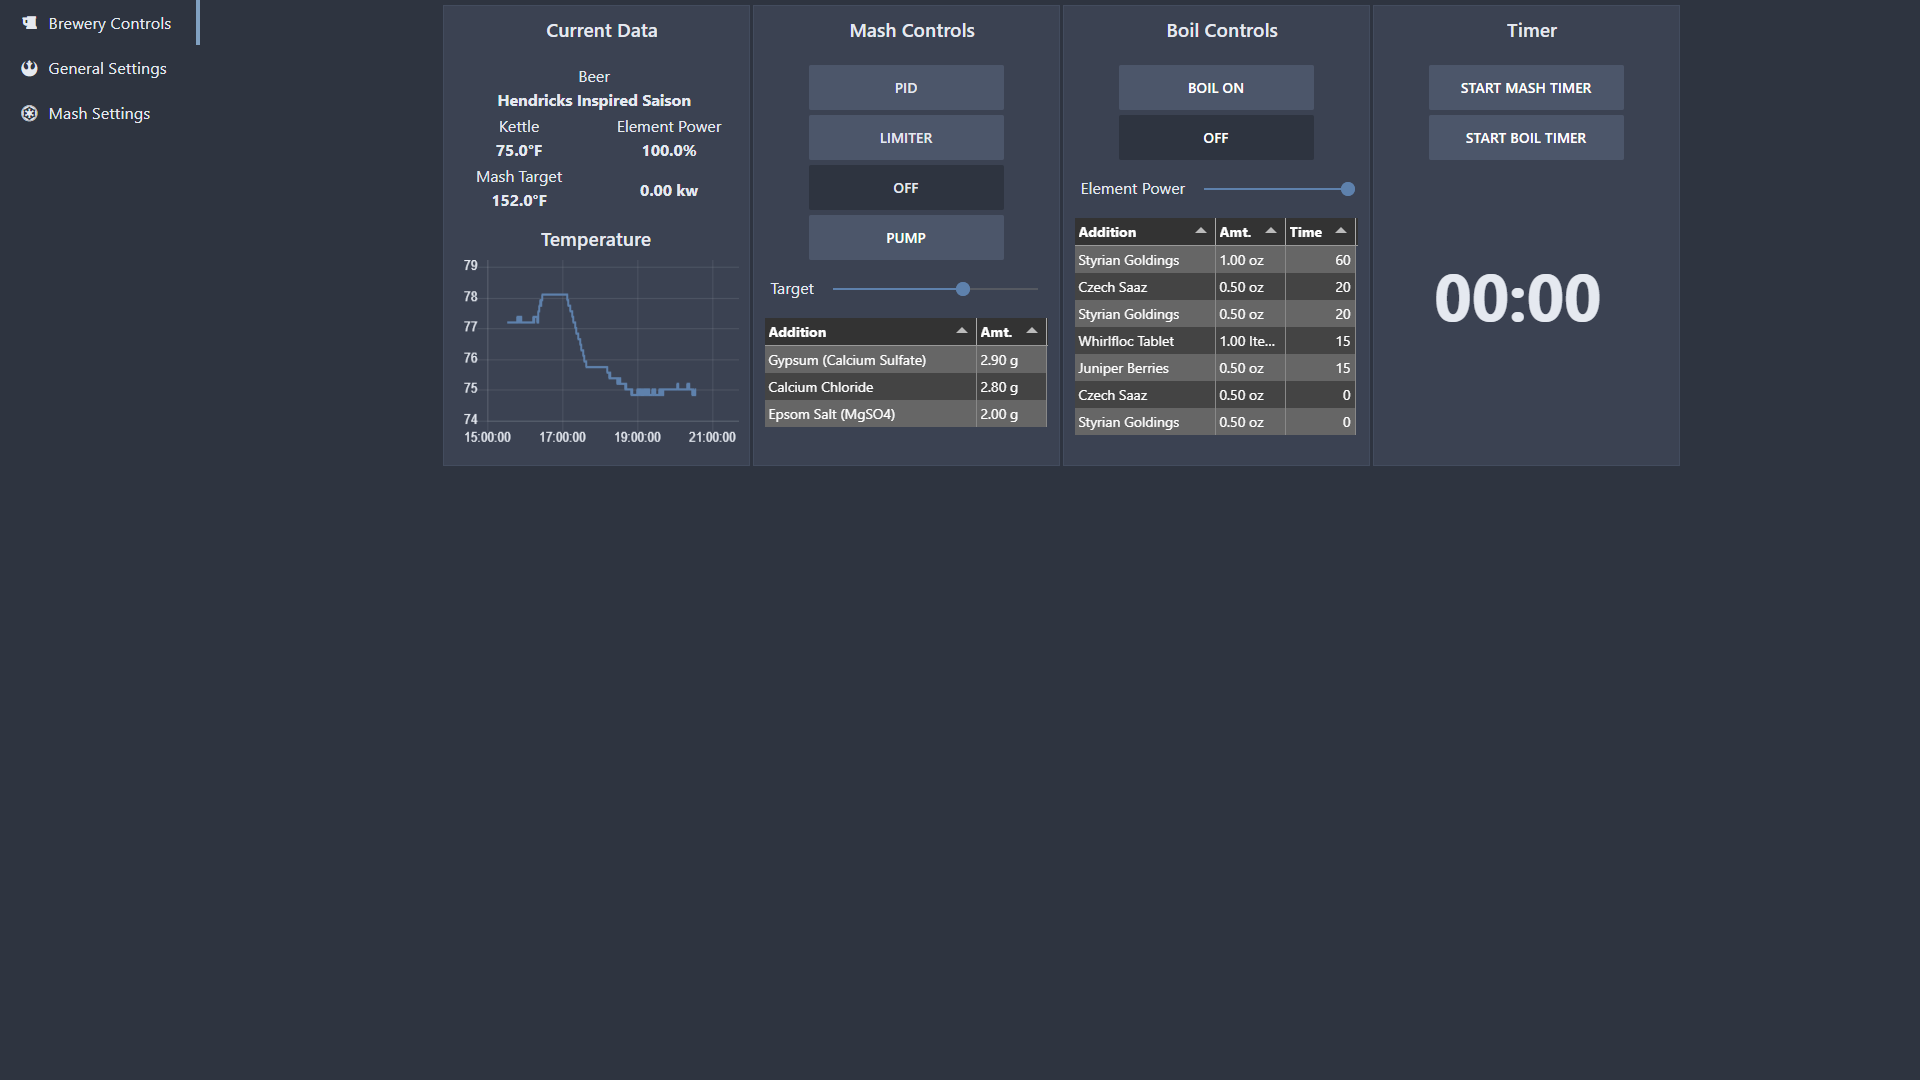 Brewery Controls
General Settings
Mash Settings
Current Data
Beer
Hendricks Inspired Saison
Kettle
75.0°F
Element Power
100.0%
Mash Target
152.0°F
0.00 kw
Temperature
79
78
77
76
75
74
15:00:00 17:00:00 19:00:00 21:00:00
Mash Controls
PID
LIMITER
OFF
PUMP
Target
Addition Amt.
Gypsum (Calcium Sulfate) 2.90 g
Calcium Chloride 2.80 g
Epsom Salt (MgSO4) 2.00 g
Boil Controls
BOIL ON
OFF
Element Power
Addition Amt. Time
Styrian Goldings 1.00 oz 60
Czech Saaz 0.50 oz 20
Styrian Goldings 0.50 oz 20
Whirlfloc Tablet 1.00 Ite... 15
Juniper Berries 0.50 oz 15
Czech Saaz 0.50 oz 0
Styrian Goldings 0.50 oz 0
Timer
START MASH TIMER
START BOIL TIMER
00:00